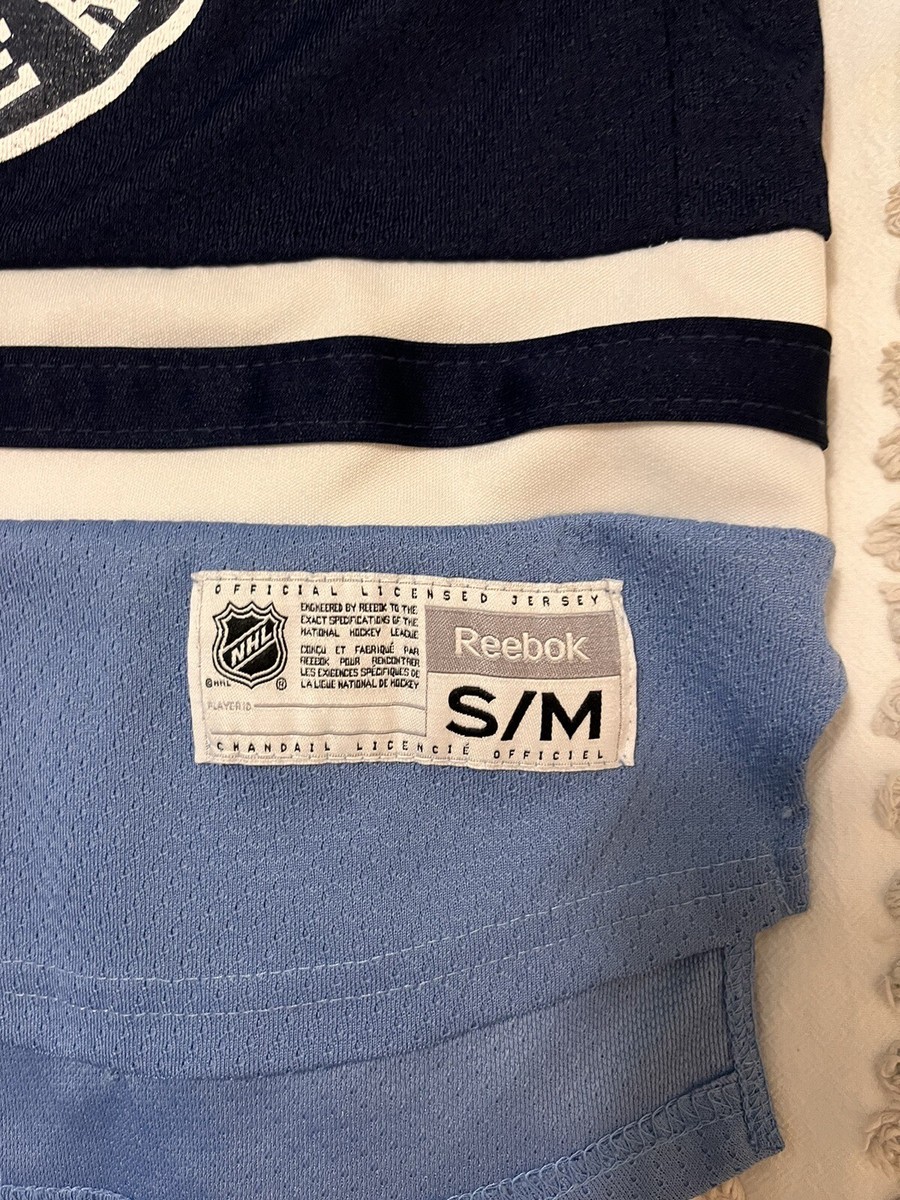 ER
OFFICIAL LICENSED JERSEY
NHL
©NHL ®
ENGINEERED BY REEBOK TO THE
EXACT SPECIFICATIONS OF THE
NATIONAL HOCKEY LEAGUE
CONÇU ET FABRIQUÉ PAR
REEBOK POUR RENCONTRER
LES EXIGENCES SPÉCIFIQUES DE
LA LIGUE NATIONAL DE HOCKEY
PLAYER ID
Reebok
S/M
CHANDAIL LICENCIÉ OFFICIEL